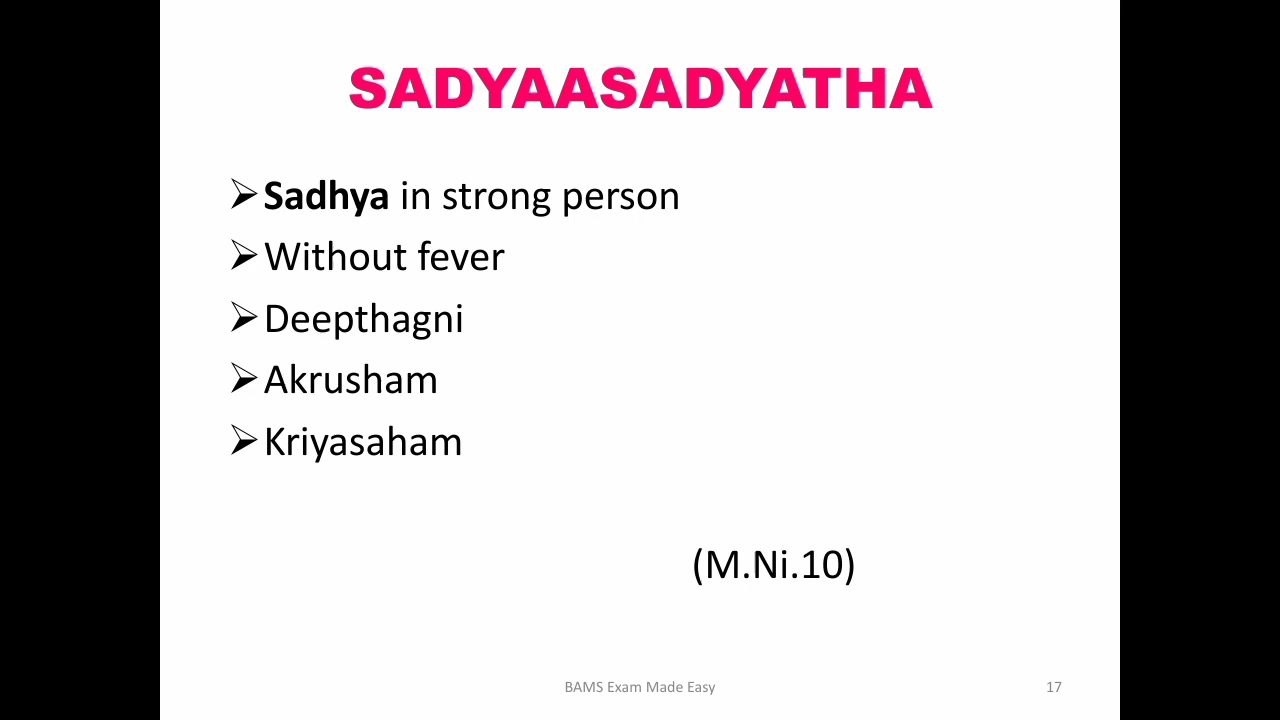 SADYAASADYATHA
➢Sadhya in strong person
➢Without fever
➢Deepthagni
➢Akrusham
➢Kriyasaham
(M.Ni.10)
BAMS Exam Made Easy 17